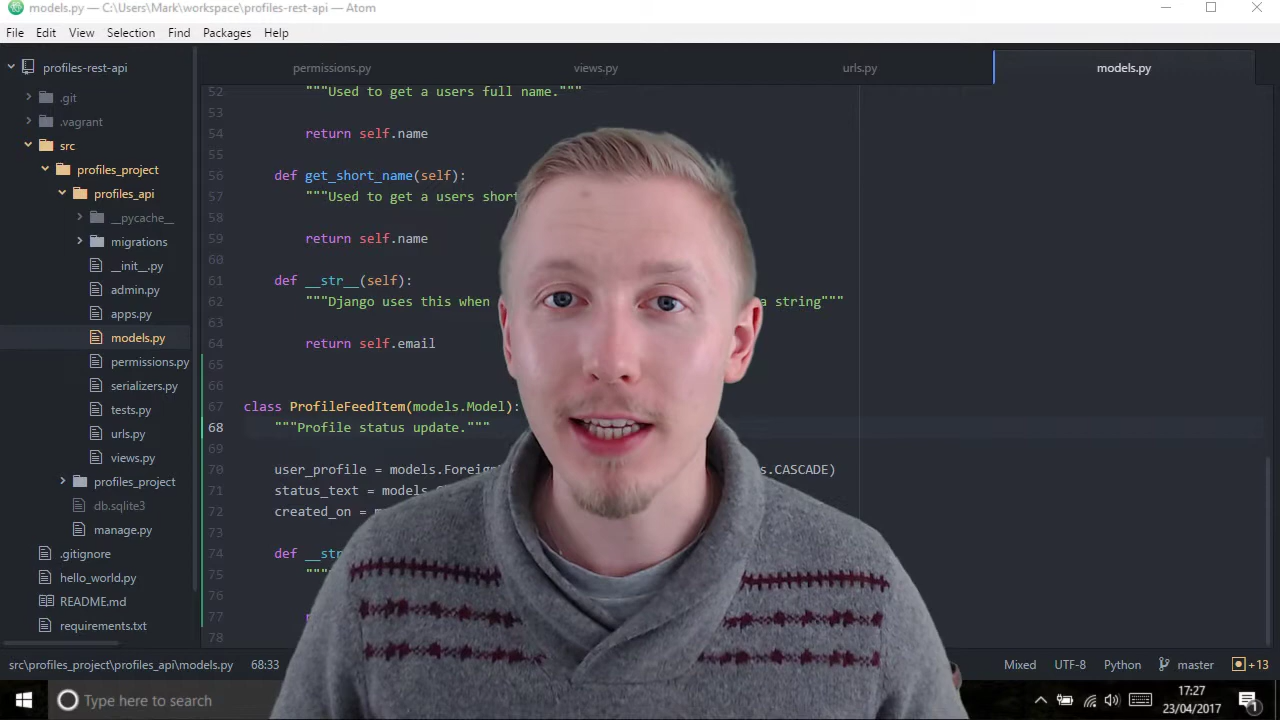 models.py — C:\Users\Mark\workspace\profiles-rest-api — Atom
File Edit View Selection Find Packages Help
profiles-rest-api
.git
.vagrant
src
profiles_project
profiles_api
__pycache__
migrations
__init__.py
admin.py
apps.py
models.py
permissions.py
serializers.py
tests.py
urls.py
views.py
profiles_project
db.sqlite3
manage.py
.gitignore
hello_world.py
README.md
requirements.txt
permissions.py views.py urls.py models.py
52 """Used to get a users full name."""
53
54 return self.name
55
56 def get_short_name(self):
57 """Used to get a users short
58
59 return self.name
60
61 def __str__(self):
62 """Django uses this when a string"""
63
64 return self.email
65
66
67 class ProfileFeedItem(models.Model):
68 """Profile status update."""
69
70 user_profile = models.Foreig .CASCADE)
71 status_text = models.
72 created_on =
73
74 def __str
75 """
76
77
78
src\profiles_project\profiles_api\models.py 68:33 Mixed UTF-8 Python master +13
Type here to search
17:27
23/04/2017
1